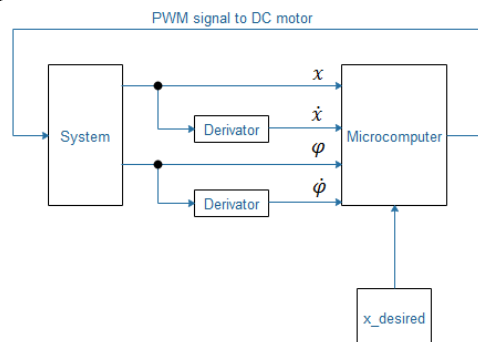 PWM signal to DC motor
x
ẋ
System
Derivator
Microcomputer
φ
φ̇
Derivator
x_desired